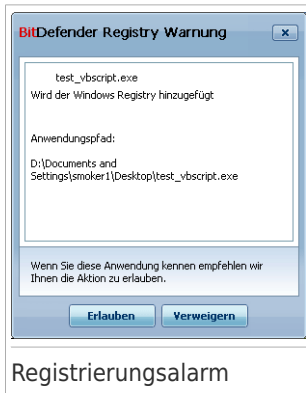 BitDefender Registry Warnung
test_vbscript.exe
Wird der Windows Registry hinzugefügt
Anwendungspfad:
D:\Documents and
Settings\smoker1\Desktop\test_vbscript.exe
Wenn Sie diese Anwendung kennen empfehlen wir
Ihnen die Aktion zu erlauben.
Erlauben Verweigern
Registrierungsalarm